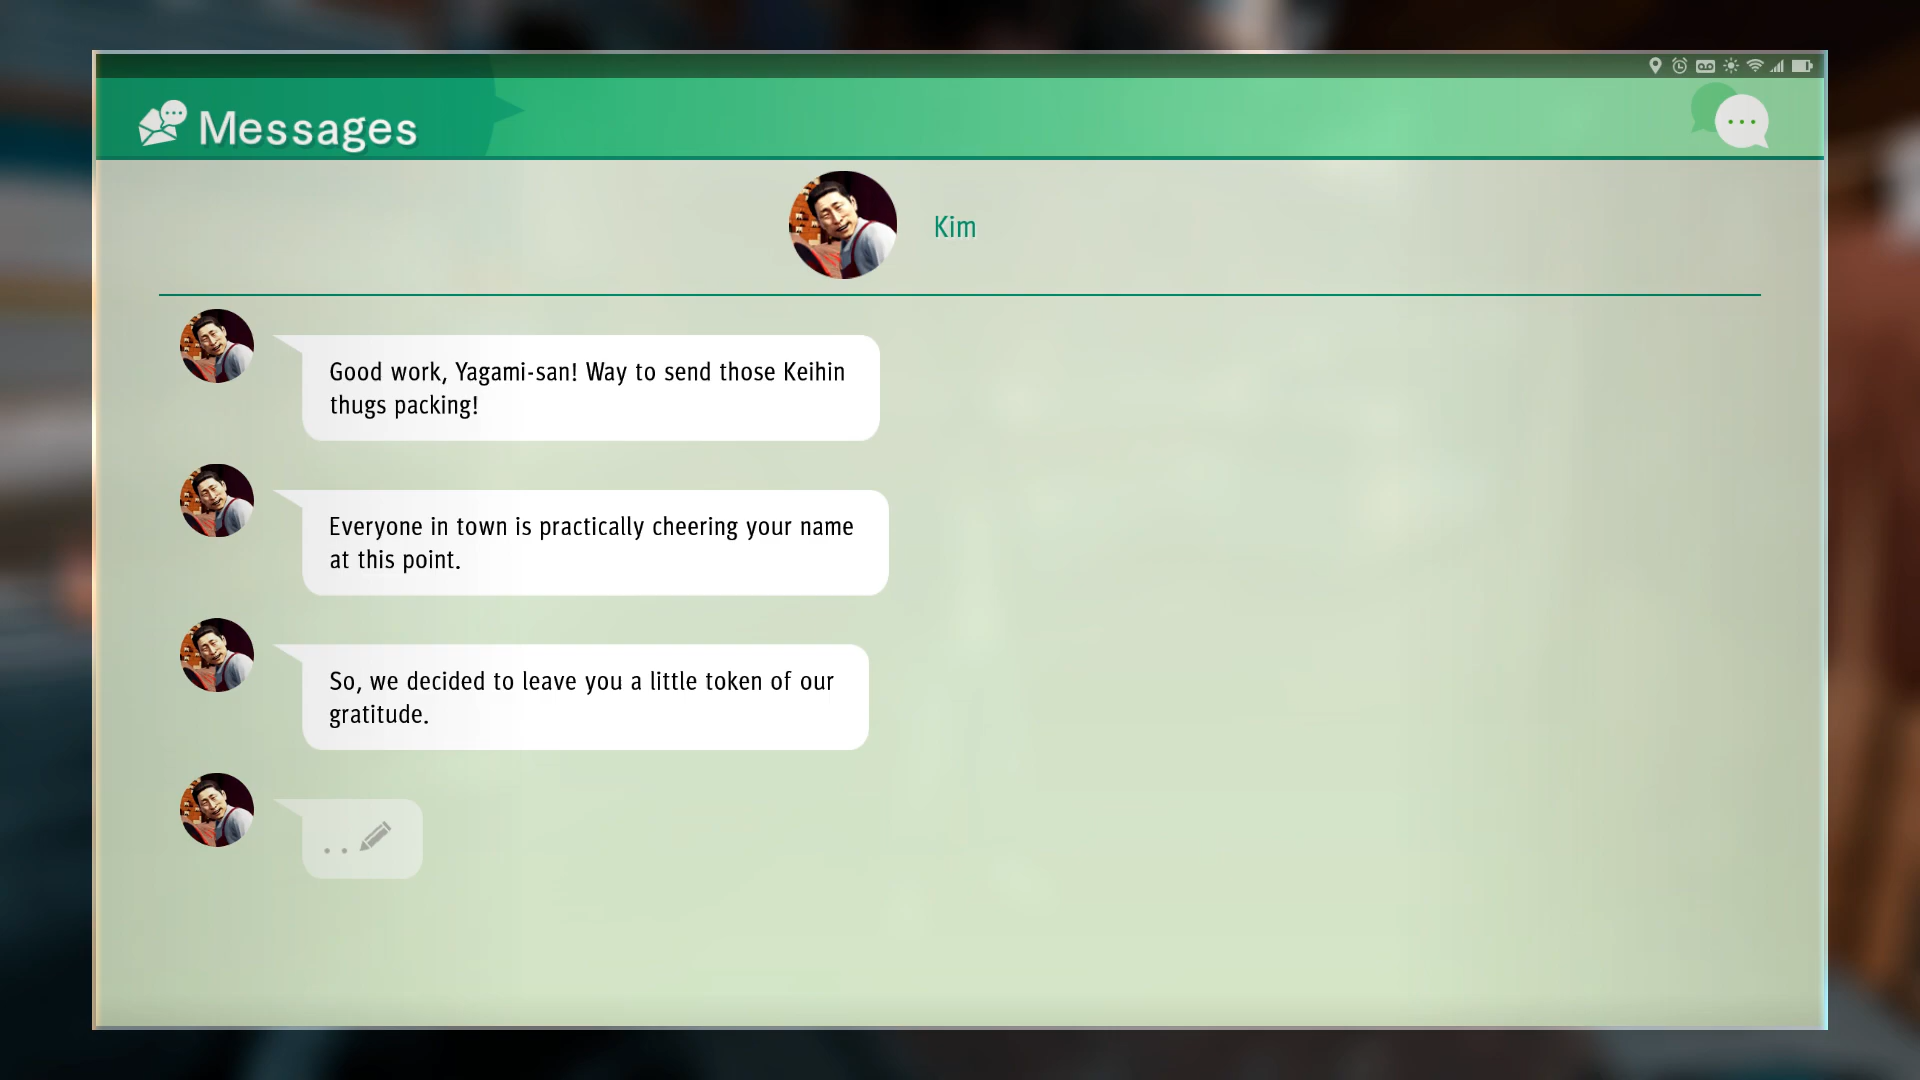 Messages
Kim
Good work, Yagami-san! Way to send those Keihin
thugs packing!
Everyone in town is practically cheering your name
at this point.
So, we decided to leave you a little token of our
gratitude.